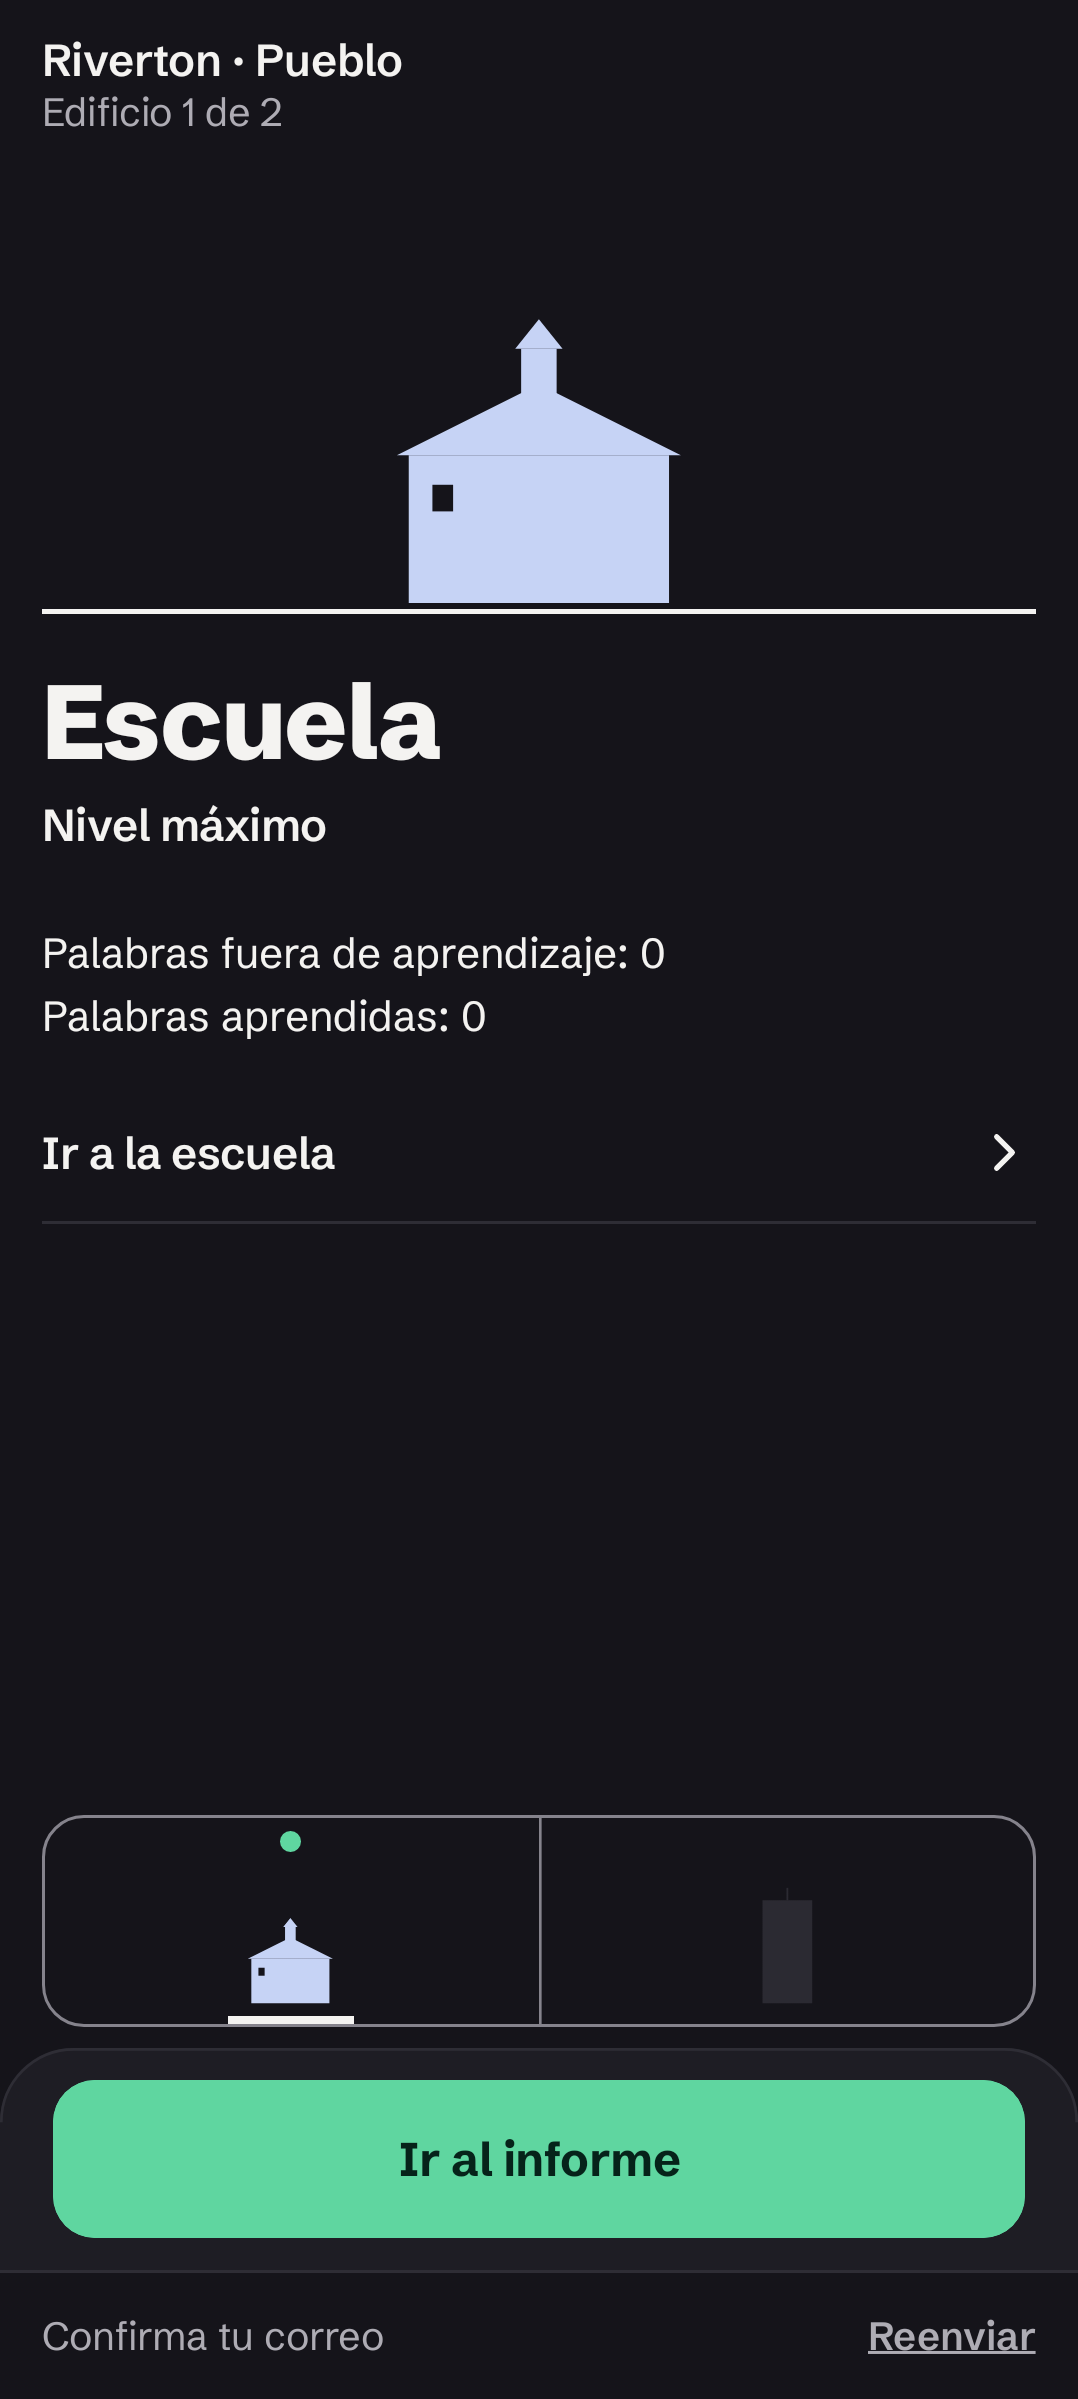 Riverton · Pueblo
Edificio 1 de 2
Escuela
Nivel máximo
Palabras fuera de aprendizaje: 0
Palabras aprendidas: 0
Ir a la escuela
Ir al informe
Confirma tu correo
Reenviar